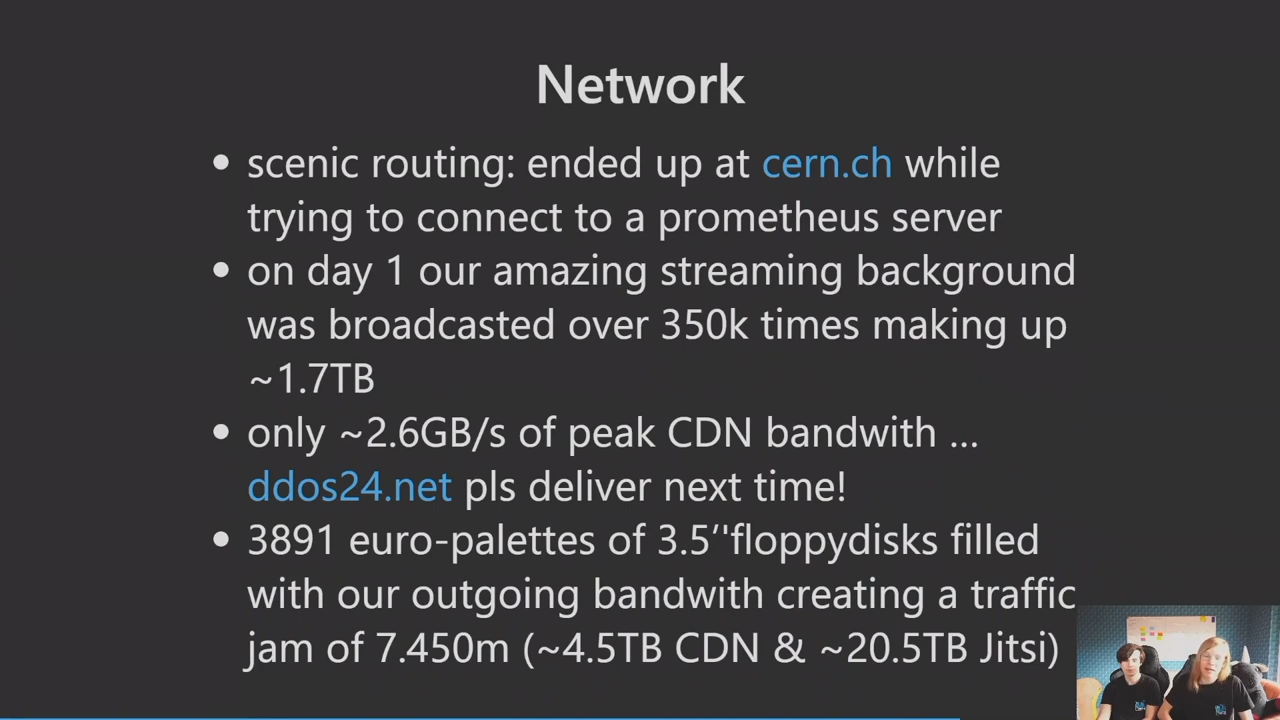 Network
scenic routing: ended up at cern.ch while
trying to connect to a prometheus server
on day 1 our amazing streaming background
was broadcasted over 350k times making up
~1.7TB
only ~2.6GB/s of peak CDN bandwith ...
ddos24.net pls deliver next time!
3891 euro-palettes of 3.5''floppydisks filled
with our outgoing bandwith creating a traffic
jam of 7.450m (~4.5TB CDN & ~20.5TB Jitsi)